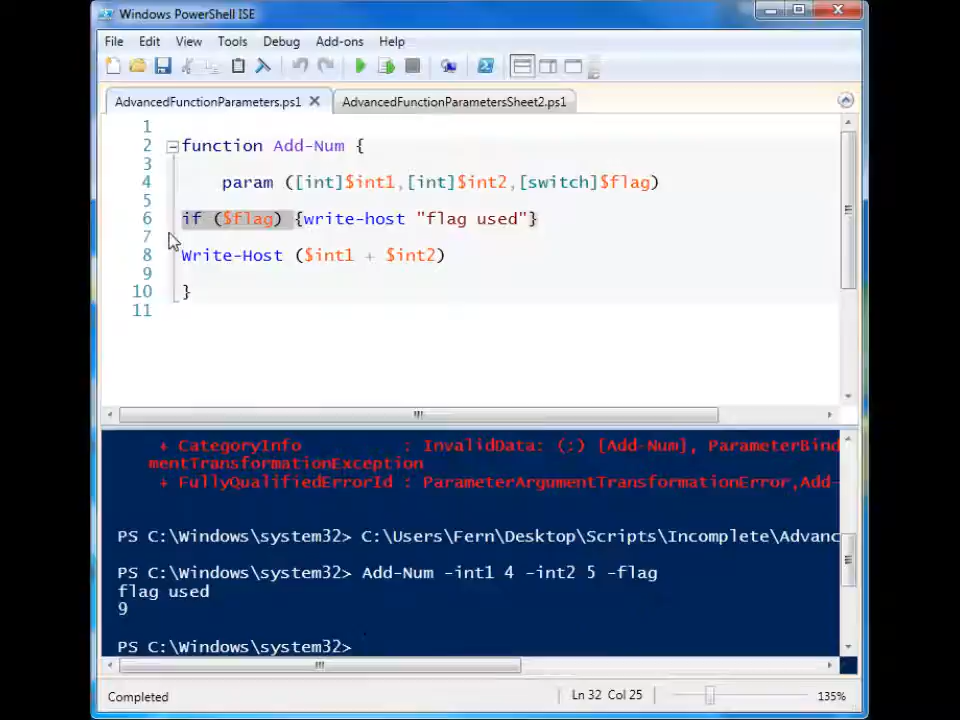 Windows PowerShell ISE
File Edit View Tools Debug Add-ons Help
AdvancedFunctionParameters.ps1 AdvancedFunctionParametersSheet2.ps1
1
2 function Add-Num {
3
4 param ([int]$int1,[int]$int2,[switch]$flag)
5
6 if ($flag) {write-host "flag used"}
7
8 Write-Host ($int1 + $int2)
9
10 }
11
+ CategoryInfo : InvalidData: (:) [Add-Num], ParameterBind
mentTransformationException
+ FullyQualifiedErrorId : ParameterArgumentTransformationError,Add-
PS C:\Windows\system32> C:\Users\Fern\Desktop\Scripts\Incomplete\Advanc
PS C:\Windows\system32> Add-Num -int1 4 -int2 5 -flag
flag used
9
PS C:\Windows\system32>
Completed Ln 32 Col 25 135%